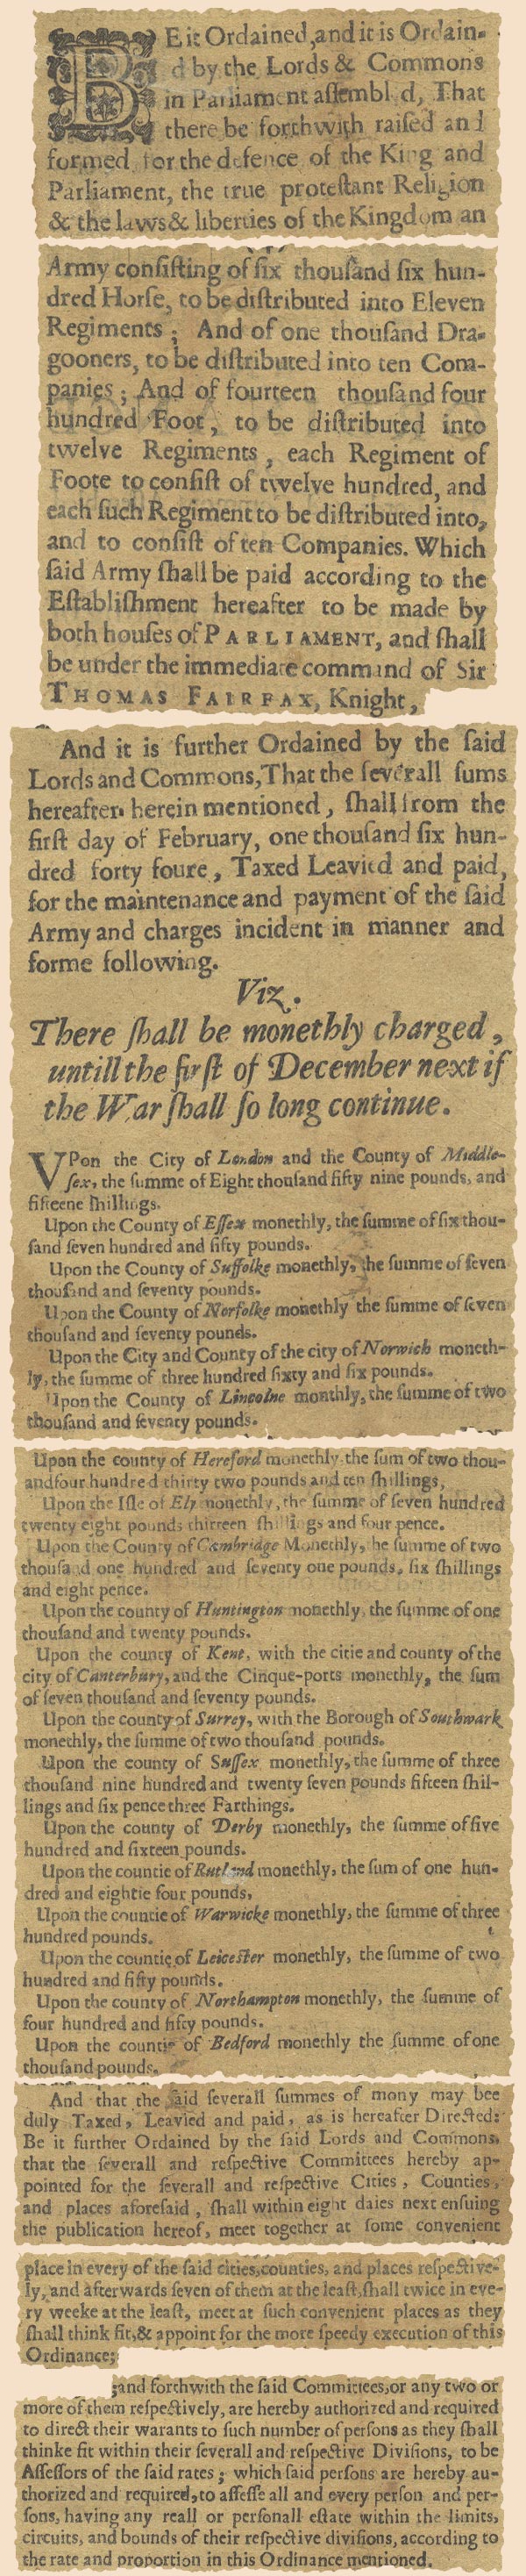 BE it Ordained, and it is Ordain-
d by the Lords & Commons
in Parliament assembl d, That
there be forthwith raised and
formed for the defence of the King and
Parliament, the true protestant Religion
& the laws & liberties of the Kingdom an
Army consisting of six thousand six hun-
dred Horse, to be distributed into Eleven
Regiments ; And of one thousand Dra-
gooners, to be distributed into ten Com-
panies ; And of fourteen thousand four
hundred Foot, to be distributed into
twelve Regiments, each Regiment of
Foote to consist of twelve hundred, and
each such Regiment to be distributed into,
and to consist of ten Companies. Which
said Army shall be paid according to the
Establishment hereafter to be made by
both houses of PARLIAMENT, and shall
be under the immediate command of Sir
THOMAS FAIRFAX, Knight,
And it is further Ordained by the said
Lords and Commons, That the severall sums
hereafter herein mentioned, shall from the
first day of February, one thousand six hun-
dred forty foure, Taxed Leavied and paid,
for the maintenance and payment of the said
Army and charges incident in manner and
forme following.
Viz.
There shall be monethly charged,
untill the first of December next if
the War shall so long continue.
VPon the City of London and the County of Middle-
sex, the summe of Eight thousand fifty nine pounds, and
fifteene shillings.
Upon the County of Essex monethly, the summe of six thou-
sand seven hundred and fifty pounds.
Upon the County of Suffolke monethly, the summe of seven
thousand and seventy pounds.
Upon the County of Norfolke monethly the summe of seven
thousand and seventy pounds.
Upon the City and County of the city of Norwich moneth-
ly, the summe of three hundred sixty and six pounds.
Upon the County of Lincolne monthly, the summe of two
thousand and seventy pounds.
Upon the county of Hereford monethly the sum of two thou-
and four hundred thirty two pounds and ten shillings,
Upon the Isle of Ely monethly, the summe of seven hundred
twenty eight pounds thirteen shillings and four pence.
Upon the County of Cambridge Monethly, he summe of two
thousand one hundred and seventy one pounds, six shillings
and eight pence.
Upon the county of Huntington monethly, the summe of one
thousand and twenty pounds.
Upon the county of Kent, with the citie and county of the
city of Canterbury, and the Cinque-ports monethly, the sum
of seven thousand and seventy pounds.
Upon the county of Surrey, with the Borough of Southwark
monethly, the summe of two thousand pounds.
Upon the county of Sussex monethly, the summe of three
thousand nine hundred and twenty seven pounds fifteen shil-
lings and six pence three Farthings.
Upon the county of Derby monethly, the summe of five
hundred and sixteen pounds.
Upon the countie of Rutland monethly, the sum of one hun-
dred and eightie four pounds,
Upon the countie of Warwicke monethly, the summe of three
hundred pounds.
Upon the countie of Leicester monethly, the summe of two
hundred and fifty pounds.
Upon the county of Northampton monethly, the summe of
four hundred and fifty pounds.
Upon the countie of Bedford monethly the summe of one
thousand pounds.
And that the said severall summes of mony may bee
duly Taxed, Leavied and paid, as is hereafter Directed:
Be it further Ordained by the said Lords and Commons,
that the severall and respective Committees hereby ap-
pointed for the severall and respective Cities, Counties,
and places aforesaid, shall within eight daies next ensuing
the publication hereof, meet together at some convenient
place in every of the said cities, counties, and places respective-
ly, and afterwards seven of them at the least, shall twice in eve-
ry weeke at the least, meet at such convenient places as they
shall think fit, & appoint for the more speedy execution of this
Ordinance;
;and forthwith the said Committees, or any two or
more of them respectively, are hereby authorized and required
to direct their warants to such number of persons as they shall
thinke fit within their severall and respective Divisions, to be
Assessors of the said rates ; which said persons are hereby au-
thorized and required, to assesse all and every person and per-
sons, having any reall or personall estate within the limits,
circuits, and bounds of their respective divisions, according to
the rate and proportion in this Ordinance mentioned.